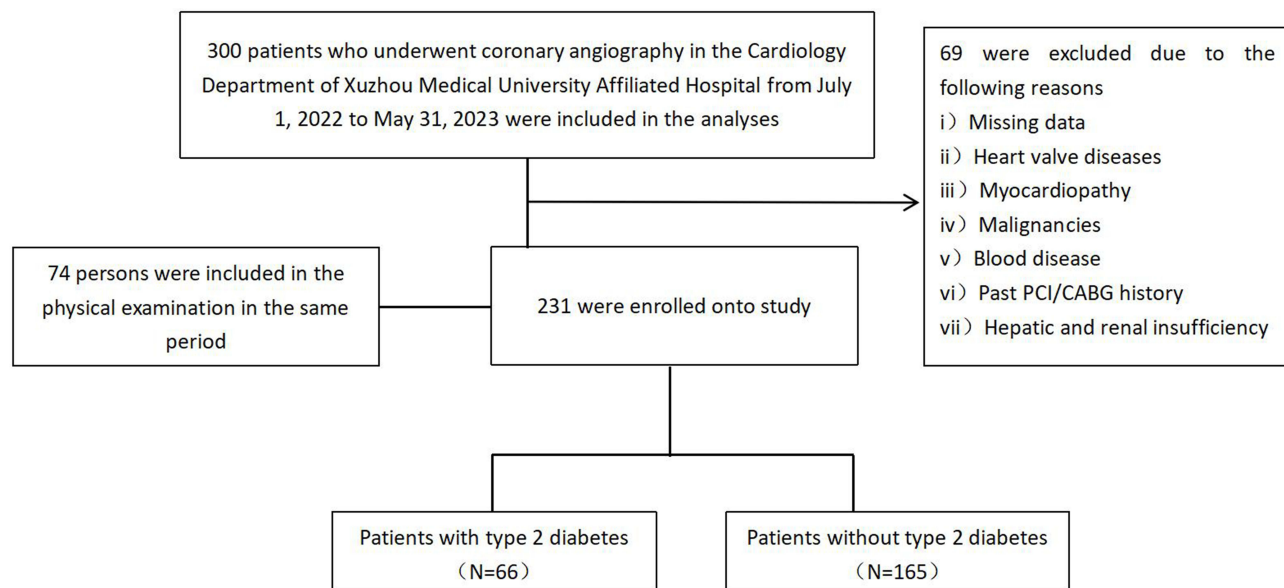 300 patients who underwent coronary angiography in the Cardiology
Department of Xuzhou Medical University Affiliated Hospital from July
1, 2022 to May 31, 2023 were included in the analyses
69 were excluded due to the
following reasons
i）Missing data
ii）Heart valve diseases
iii）Myocardiopathy
iv）Malignancies
v）Blood disease
vi）Past PCI/CABG history
vii）Hepatic and renal insufficiency
74 persons were included in the
physical examination in the same
period
231 were enrolled onto study
Patients with type 2 diabetes
（N=66）
Patients without type 2 diabetes
（N=165）